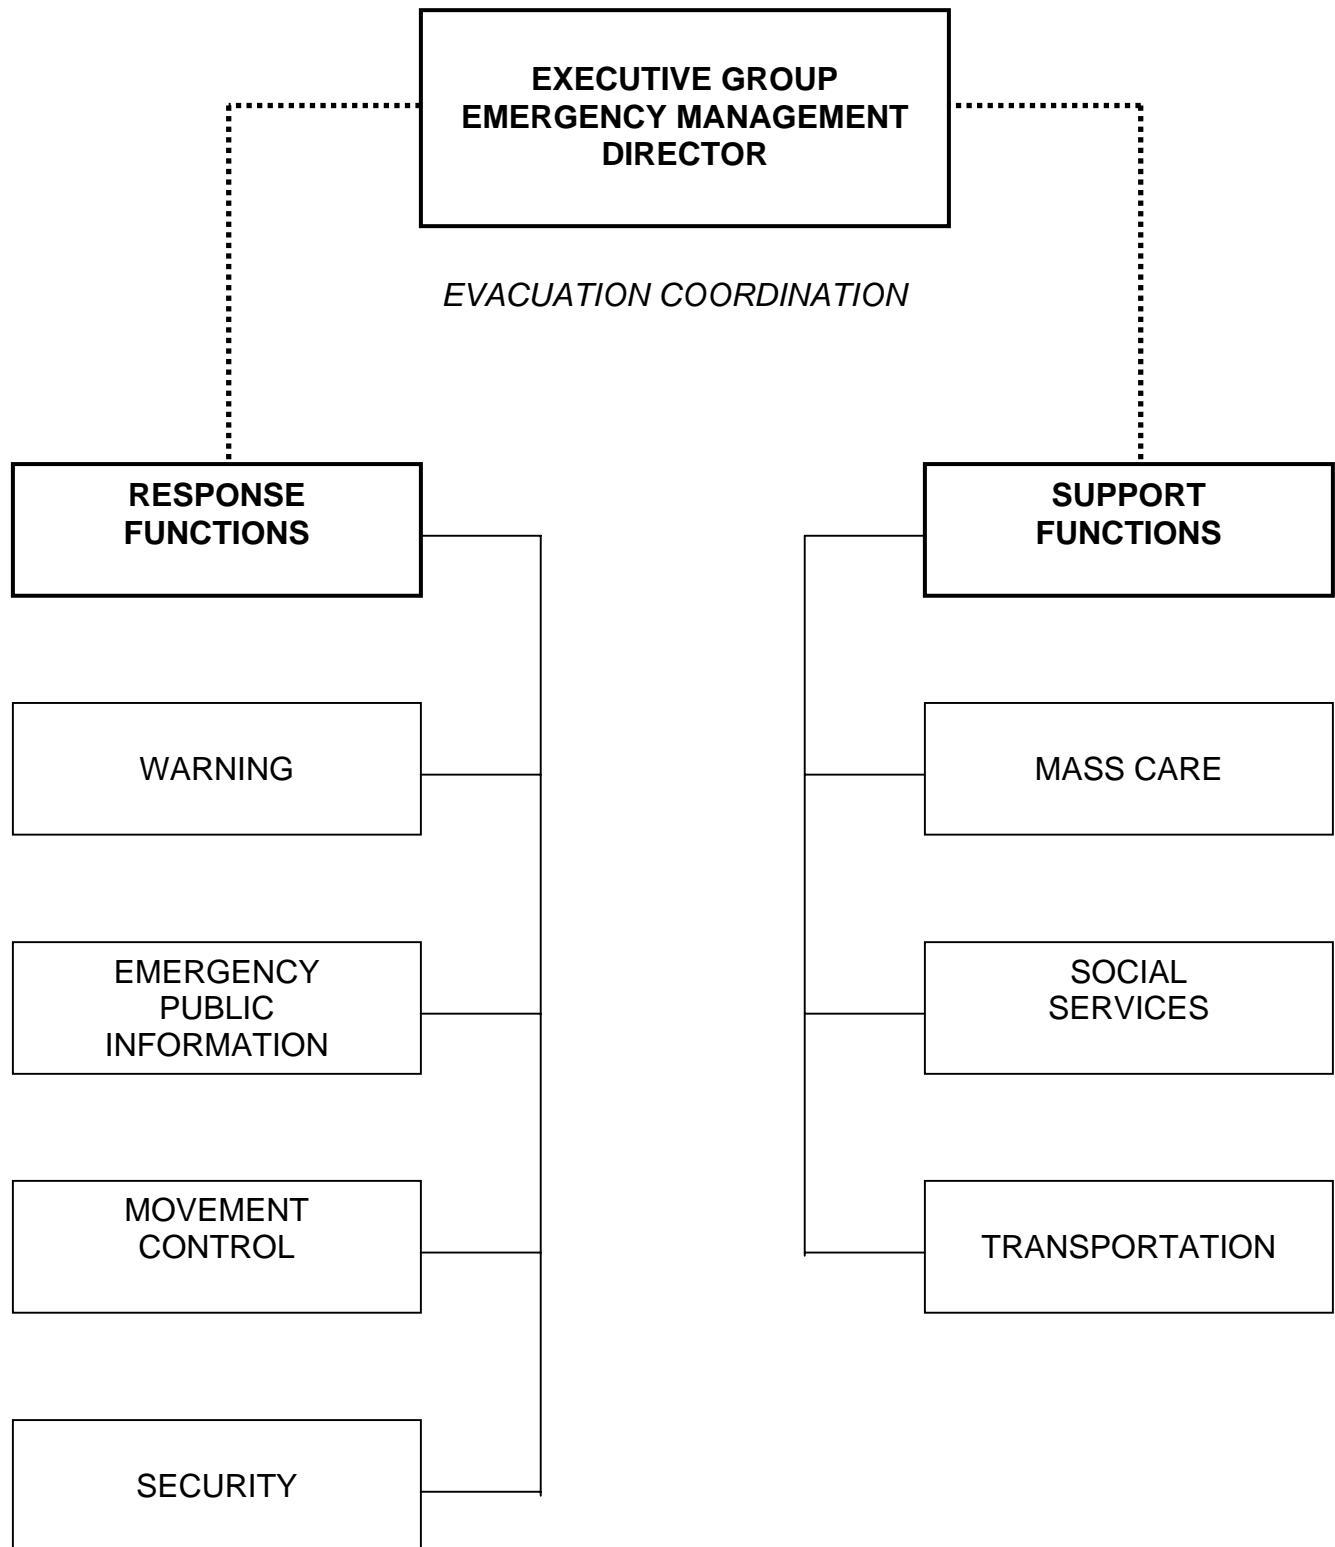 EXECUTIVE GROUP
EMERGENCY MANAGEMENT
DIRECTOR
EVACUATION COORDINATION
RESPONSE
FUNCTIONS
SUPPORT
FUNCTIONS
WARNING
MASS CARE
EMERGENCY
PUBLIC
INFORMATION
SOCIAL
SERVICES
MOVEMENT
CONTROL
TRANSPORTATION
SECURITY